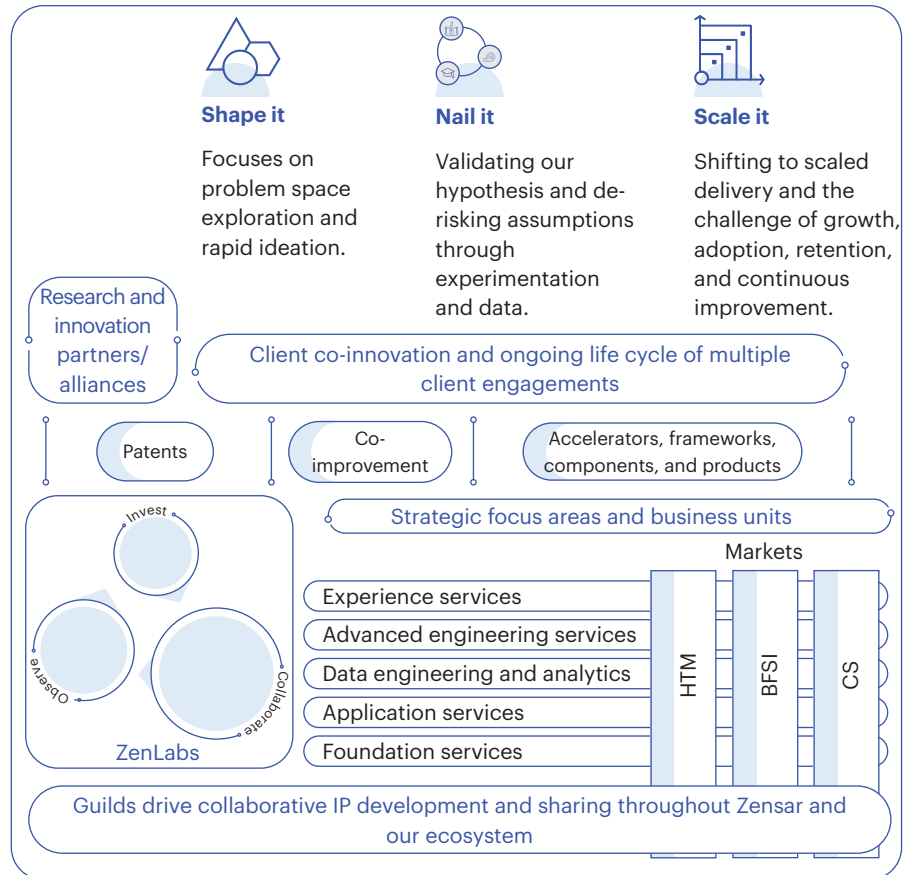 Shape it
Focuses on
problem space
exploration and
rapid ideation.
Nail it
Validating our
hypothesis and de-
risking assumptions
through
experimentation
and data.
Scale it
Shifting to scaled
delivery and the
challenge of growth,
adoption, retention,
and continuous
improvement.
Research and
innovation
partners/
alliances
Client co-innovation and ongoing life cycle of multiple
client engagements
Patents
Co-
improvement
Accelerators, frameworks,
components, and products
Invest
Observe
Collaborate
ZenLabs
Strategic focus areas and business units
Markets
Experience services
Advanced engineering services
Data engineering and analytics
Application services
Foundation services
HTM
BFSI
CS
Guilds drive collaborative IP development and sharing throughout Zensar and
our ecosystem